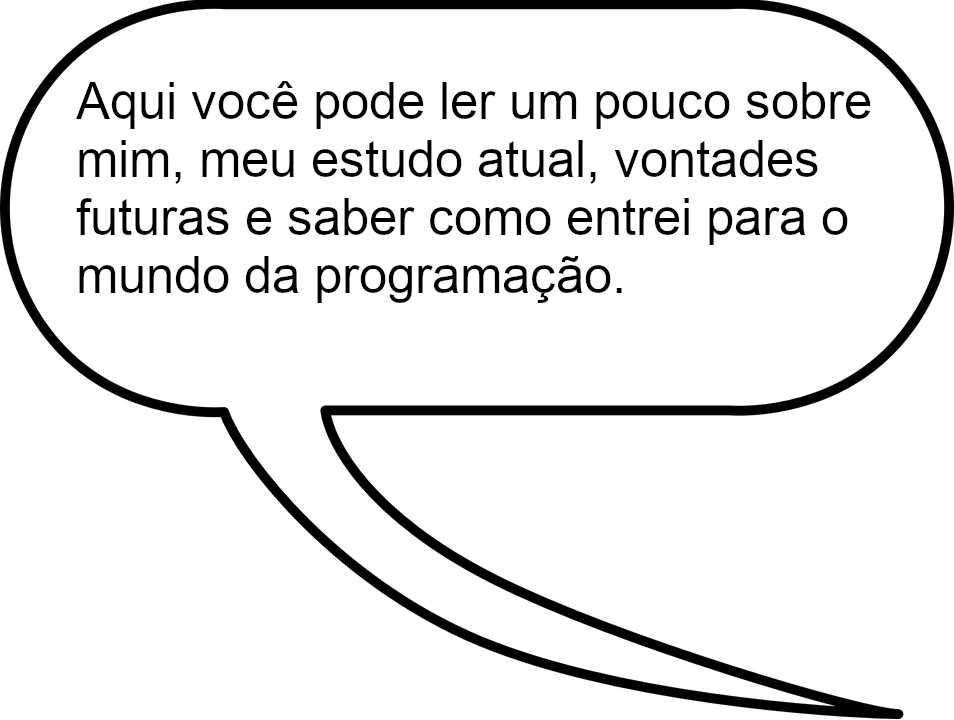 Aqui você pode ler um pouco sobre
mim, meu estudo atual, vontades
futuras e saber como entrei para o
mundo da programação.